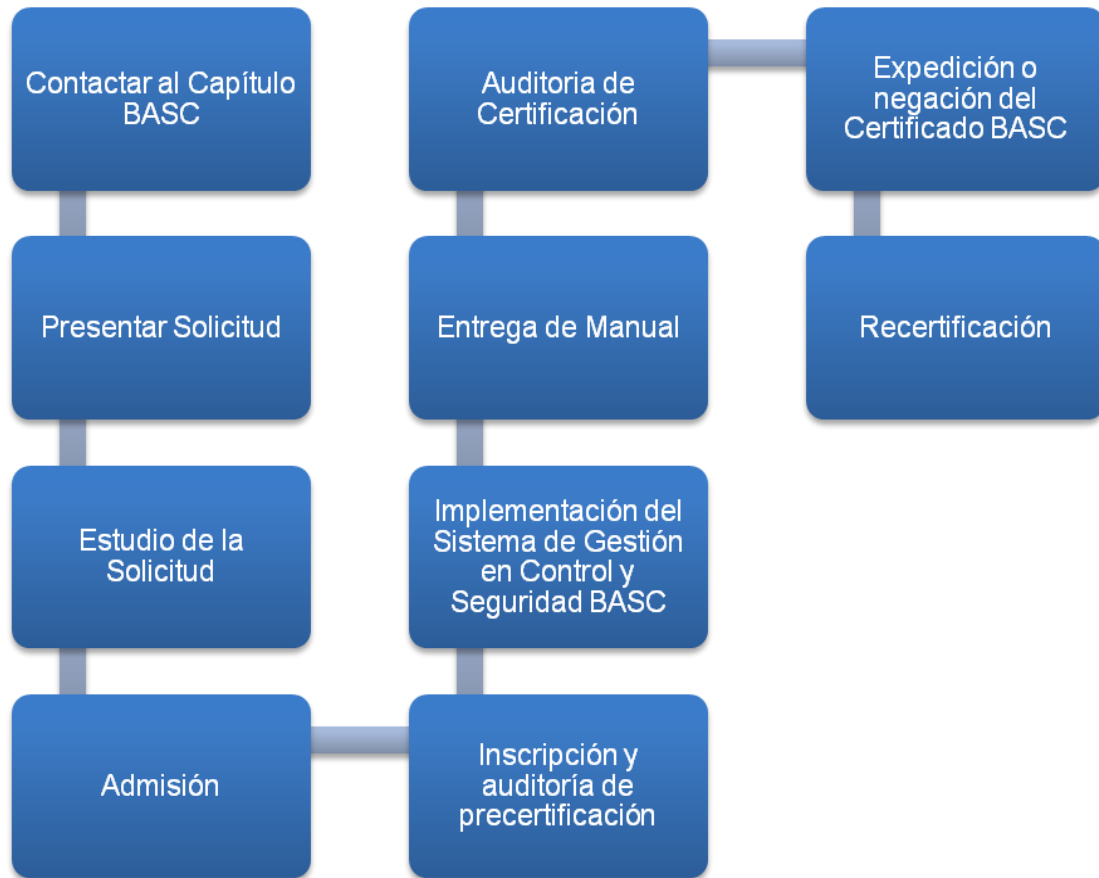 Contactar al Capítulo
BASC
Presentar Solicitud
Estudio de la
Solicitud
Admisión
Inscripción y
auditoría de
precertificación
Implementación del
Sistema de Gestión
en Control y
Seguridad BASC
Entrega de Manual
Auditoria de
Certificación
Expedición o
negación del
Certificado BASC
Recertificación